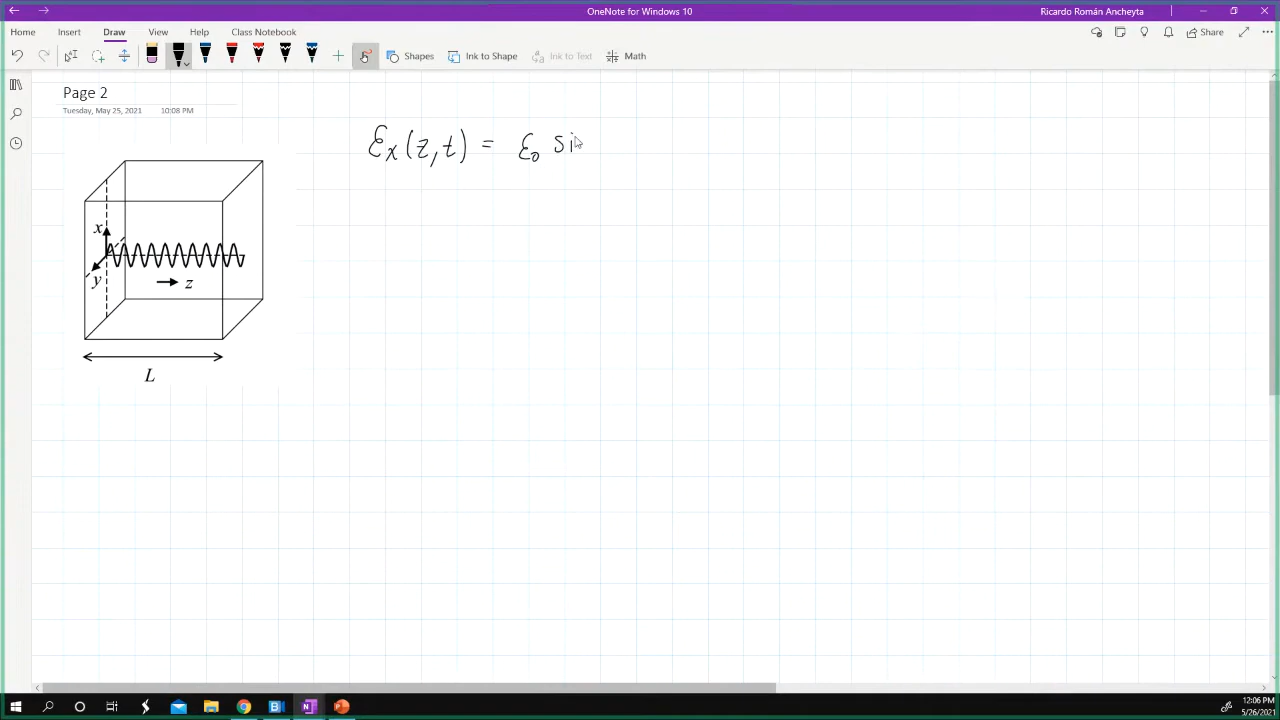 OneNote for Windows 10
Ricardo Román Ancheyta
Home Insert Draw View Help Class Notebook
Share
Shapes Ink to Shape Ink to Text Math
Page 2
Tuesday, May 25, 2021 10:08 PM
ℰx(z,t) = ℰ0 si
x
y
z
L
12:06 PM
5/26/2021